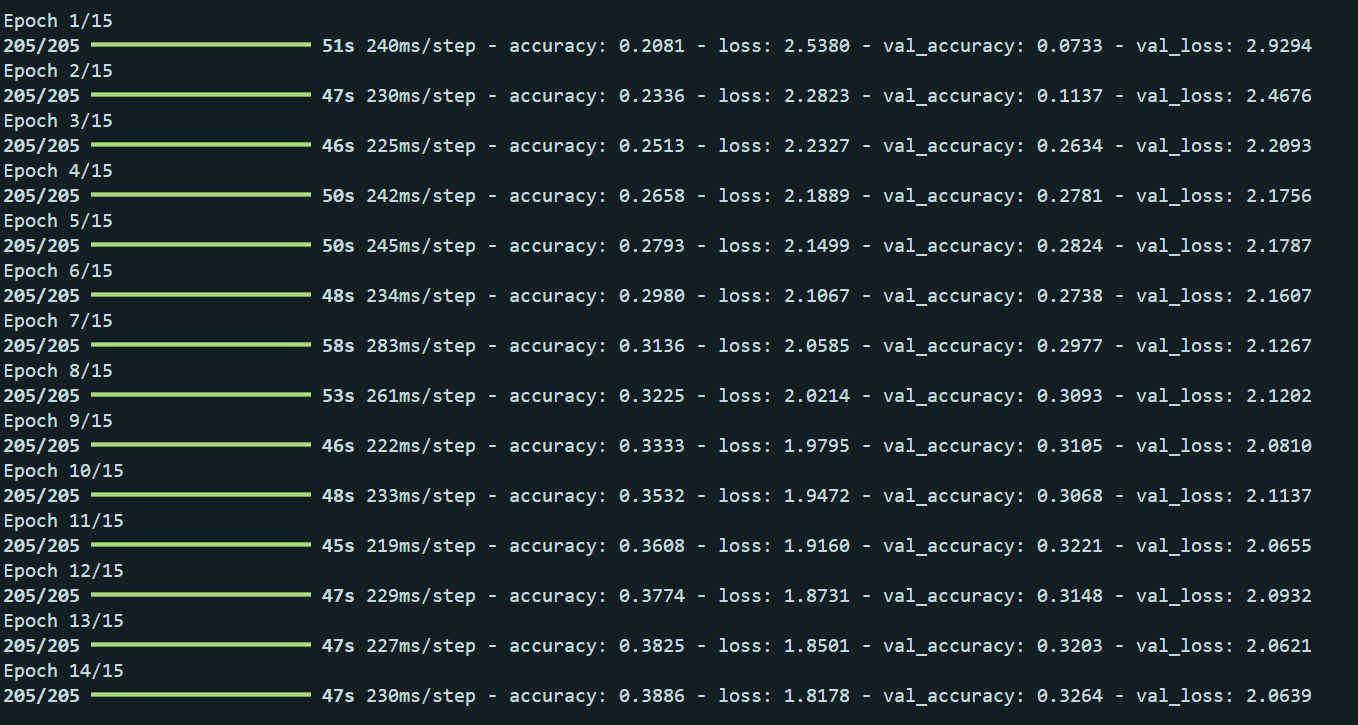 Epoch 1/15
205/205 51s 240ms/step - accuracy: 0.2081 - loss: 2.5380 - val_accuracy: 0.0733 - val_loss: 2.9294
Epoch 2/15
205/205 47s 230ms/step - accuracy: 0.2336 - loss: 2.2823 - val_accuracy: 0.1137 - val_loss: 2.4676
Epoch 3/15
205/205 46s 225ms/step - accuracy: 0.2513 - loss: 2.2327 - val_accuracy: 0.2634 - val_loss: 2.2093
Epoch 4/15
205/205 50s 242ms/step - accuracy: 0.2658 - loss: 2.1889 - val_accuracy: 0.2781 - val_loss: 2.1756
Epoch 5/15
205/205 50s 245ms/step - accuracy: 0.2793 - loss: 2.1499 - val_accuracy: 0.2824 - val_loss: 2.1787
Epoch 6/15
205/205 48s 234ms/step - accuracy: 0.2980 - loss: 2.1067 - val_accuracy: 0.2738 - val_loss: 2.1607
Epoch 7/15
205/205 58s 283ms/step - accuracy: 0.3136 - loss: 2.0585 - val_accuracy: 0.2977 - val_loss: 2.1267
Epoch 8/15
205/205 53s 261ms/step - accuracy: 0.3225 - loss: 2.0214 - val_accuracy: 0.3093 - val_loss: 2.1202
Epoch 9/15
205/205 46s 222ms/step - accuracy: 0.3333 - loss: 1.9795 - val_accuracy: 0.3105 - val_loss: 2.0810
Epoch 10/15
205/205 48s 233ms/step - accuracy: 0.3532 - loss: 1.9472 - val_accuracy: 0.3068 - val_loss: 2.1137
Epoch 11/15
205/205 45s 219ms/step - accuracy: 0.3608 - loss: 1.9160 - val_accuracy: 0.3221 - val_loss: 2.0655
Epoch 12/15
205/205 47s 229ms/step - accuracy: 0.3774 - loss: 1.8731 - val_accuracy: 0.3148 - val_loss: 2.0932
Epoch 13/15
205/205 47s 227ms/step - accuracy: 0.3825 - loss: 1.8501 - val_accuracy: 0.3203 - val_loss: 2.0621
Epoch 14/15
205/205 47s 230ms/step - accuracy: 0.3886 - loss: 1.8178 - val_accuracy: 0.3264 - val_loss: 2.0639